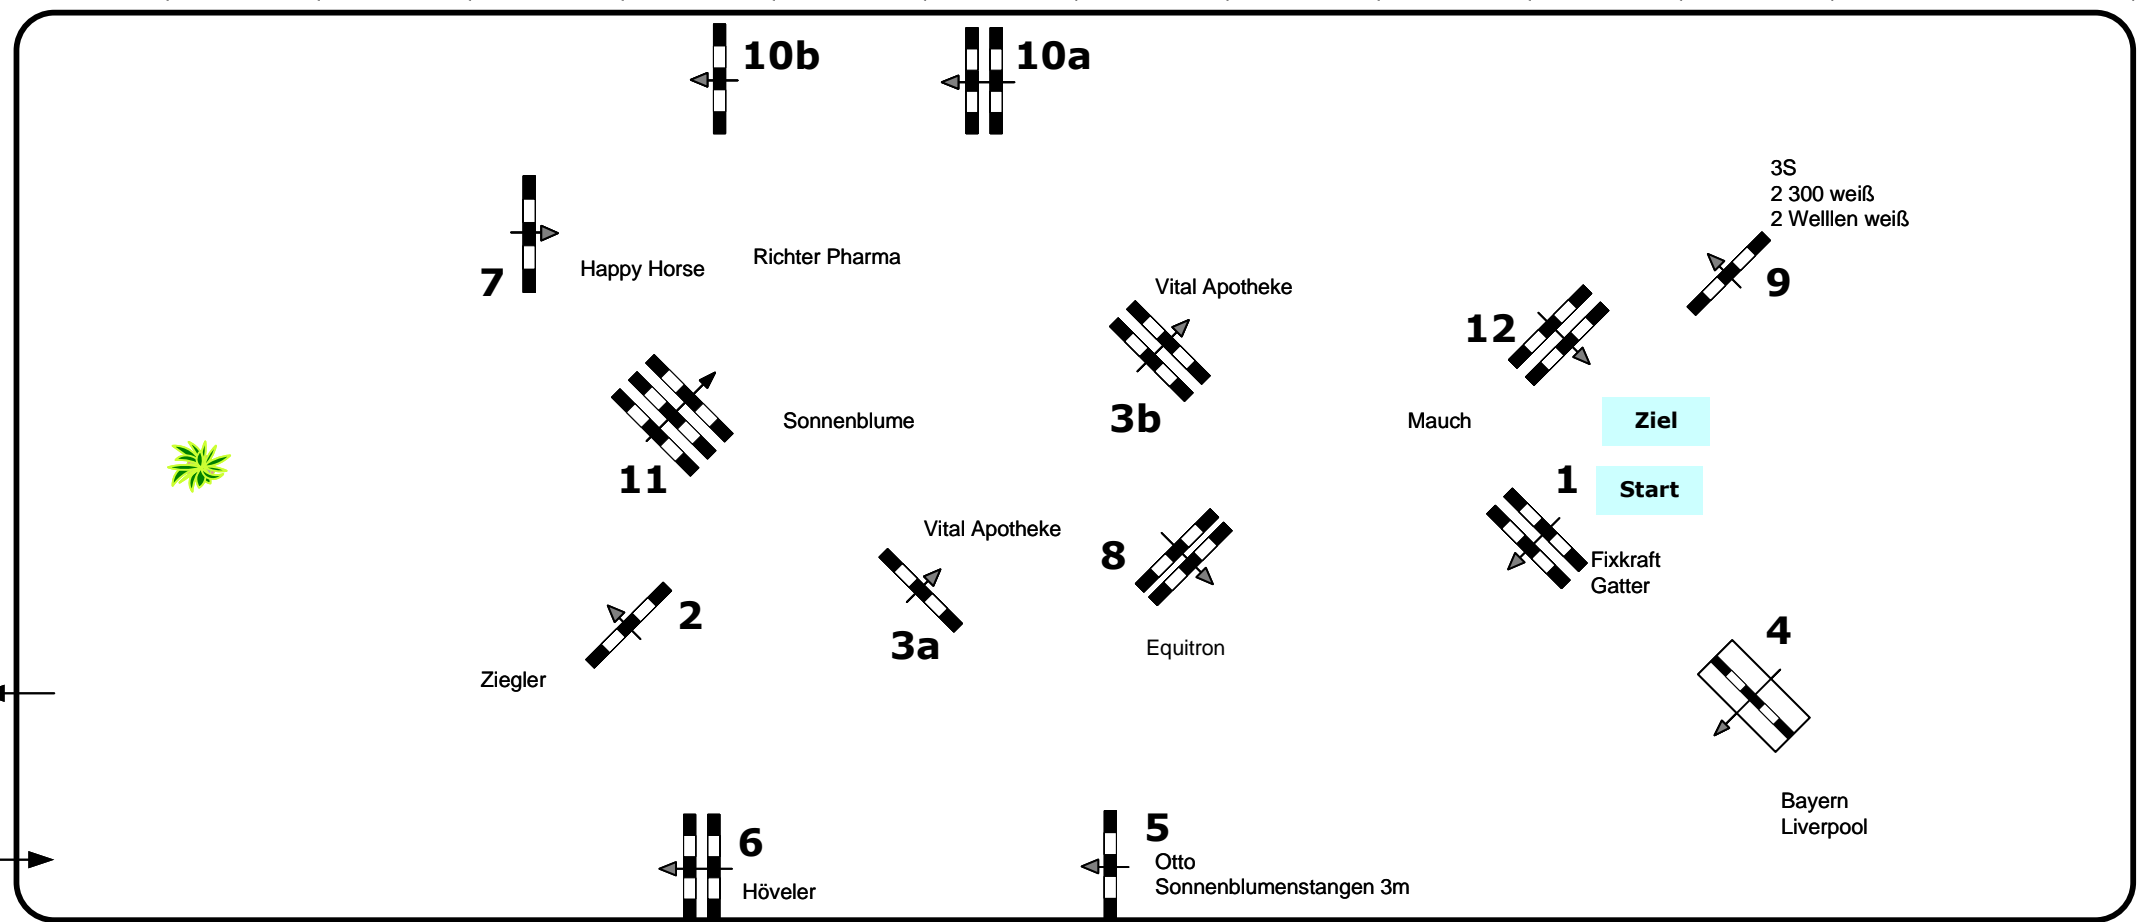 10b
10a
3S
2 300 weiß
2 Welllen weiß
7
Happy Horse
Richter Pharma
Vital Apotheke
9
12
3b
Sonnenblume
Mauch
Ziel
11
1
Start
Vital Apotheke
8
Fixkraft
Gatter
2
3a
Equitron
4
Ziegler
Bayern
Liverpool
6
Höveler
5
Otto
Sonnenblumenstangen 3m